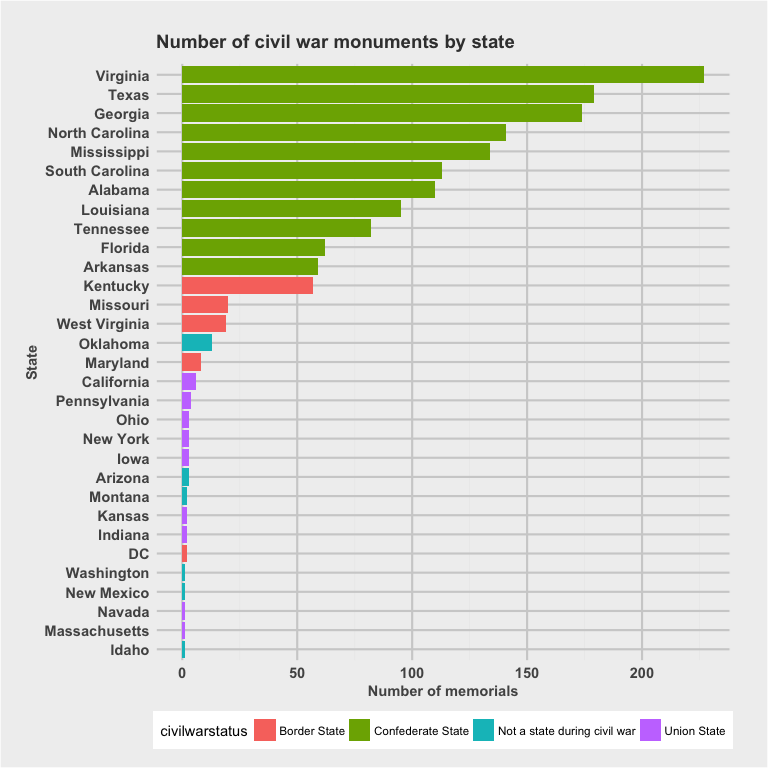 Number of civil war monuments by state
Virginia
Texas
Georgia
North Carolina
Mississippi
South Carolina
Alabama
Louisiana
Tennessee
Florida
Arkansas
Kentucky
Missouri
West Virginia
Oklahoma
Maryland
California
Pennsylvania
Ohio
New York
Iowa
Arizona
Montana
Kansas
Indiana
DC
Washington
New Mexico
Navada
Massachusetts
Idaho
State
0 50 100 150 200
Number of memorials
civilwarstatus Border State Confederate State Not a state during civil war Union State